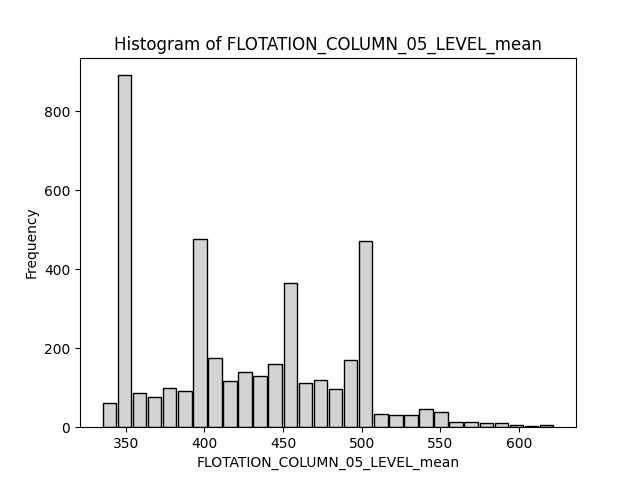 Histogram of FLOTATION_COLUMN_05_LEVEL_mean
Frequency
800
600
400
200
0
350 400 450 500 550 600
FLOTATION_COLUMN_05_LEVEL_mean